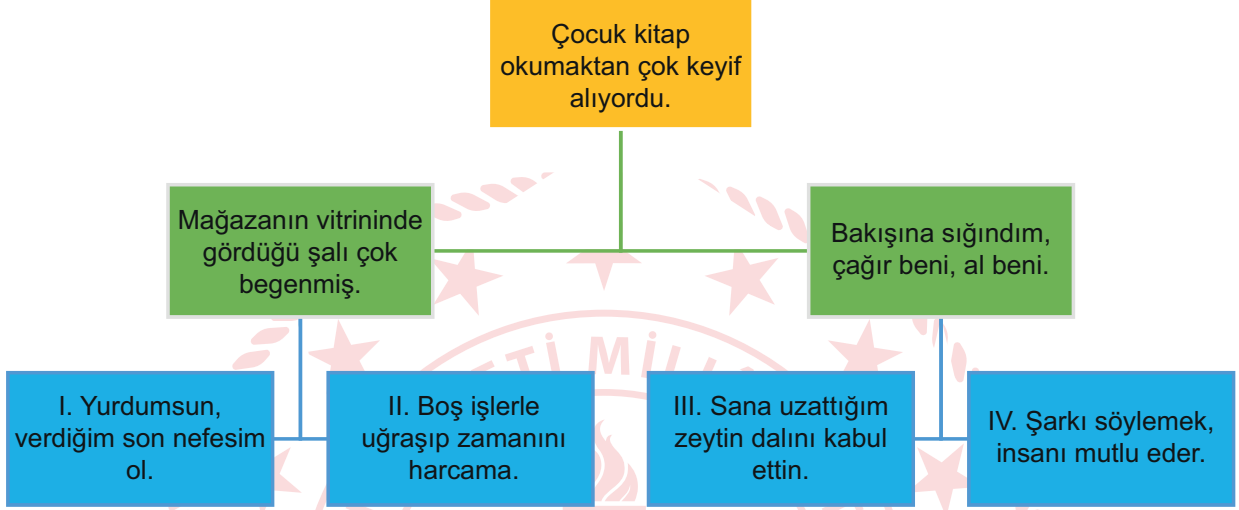 Çocuk kitap
okumaktan çok keyif
alıyordu.
Mağazanın vitrininde
gördüğü şalı çok
begenmiş.
Bakışına sığındım,
çağır beni, al beni.
I. Yurdumsun,
verdiğim son nefesim
ol.
II. Boş işlerle
uğraşıp zamanını
harcama.
III. Sana uzattığım
zeytin dalını kabul
ettin.
IV. Şarkı söylemek,
insanı mutlu eder.